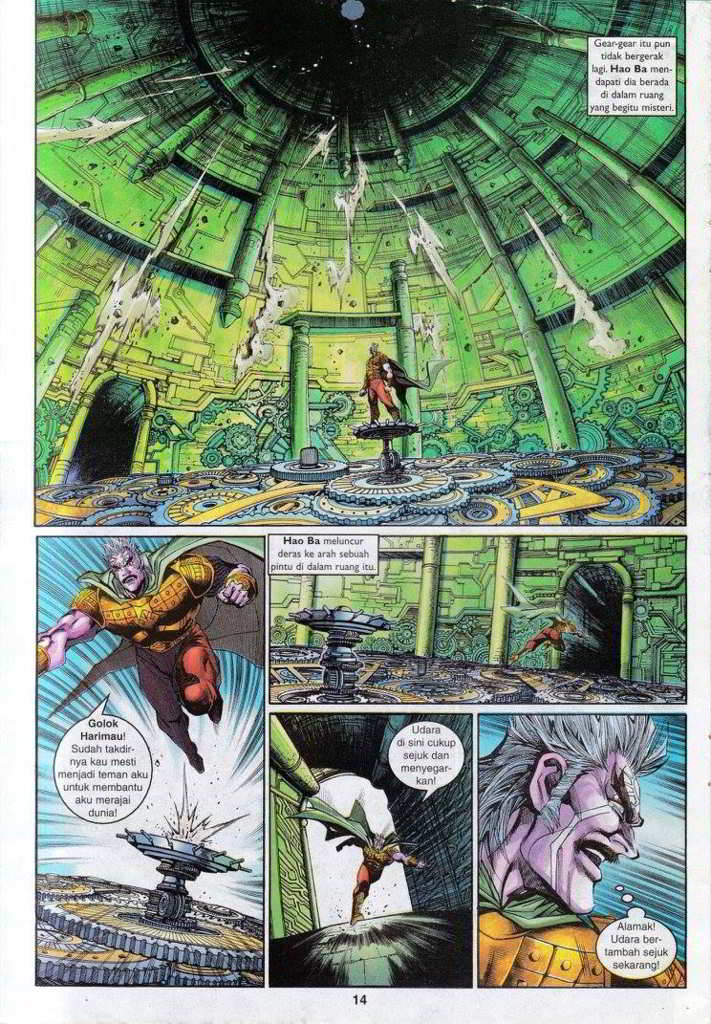 Gear-gear itu pun
tidak bergerak
lagi. Hao Ba men-
dapati dia berada
di dalam ruang
yang begitu misteri.
Golok
Harimau!
Sudah takdir-
nya kau mesti
menjadi teman aku
untuk membantu
aku merajai
dunia!
Hao Ba meluncur
deras ke arah sebuah
pintu di dalam ruang itu.
Udara
di sini cukup
sejuk dan
menyegar-
kan!
Alamak!
Udara ber-
tambah sejuk
sekarang!
14